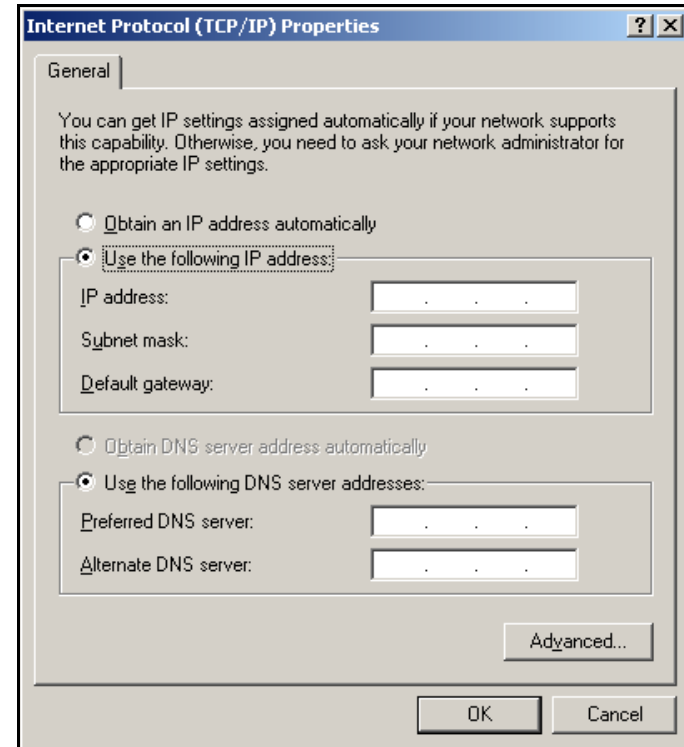 Internet Protocol (TCP/IP) Properties
General
You can get IP settings assigned automatically if your network supports
this capability. Otherwise, you need to ask your network administrator for
the appropriate IP settings.
Obtain an IP address automatically
Use the following IP address:
IP address:
Subnet mask:
Default gateway:
Obtain DNS server address automatically
Use the following DNS server addresses:
Preferred DNS server:
Alternate DNS server:
Advanced...
OK
Cancel